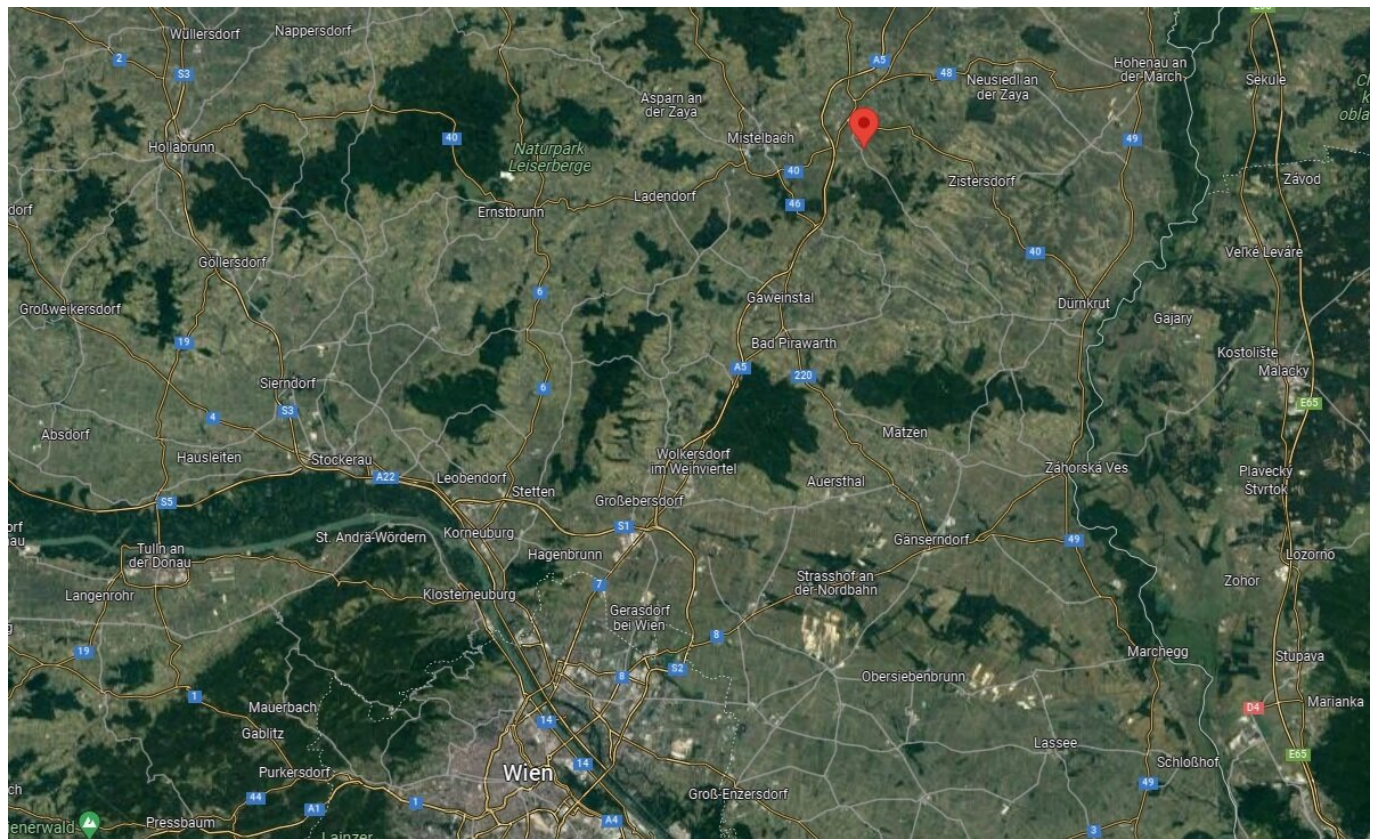 E65
Wullersdorf
Nappersdorf
2
S3
A5
48
Hohenau an
der March
Neusiedl an
der Zaya
Sekule
Asparn an
der Zaya
Mistelbach
Hollabrunn
40
Naturpark
Leiserberge
49
40
Zistersdorf
Závod
Ladendorf
46
Ernstbrunn
Göllersdorf
40
Veľké Leváre
6
Gaweinstal
Dürnkrut
Großweikersdorf
Gajary
19
Bad Pirawarth
Kostolište
Malacky
A5
220
Sierndorf
6
S3
4
E65
Absdorf
Matzen
Hausleiten
Stockerau
Wolkersdorf
im Weinviertel
Záhorská Ves
Plavecký
Štvrtok
A22
Leobendorf
Stetten
Auersthal
S5
Großebersdorf
S1
St. Andrä-Wördern
Korneuburg
Gänserndorf
49
Tulln an
der Donau
Hagenbrunn
Lozorno
7
Strasshof an
der Nordbahn
Zohor
Langenrohr
Klosterneuburg
Gerasdorf
bei Wien
8
19
Marchegg
Stupava
S2
8
Obersiebenbrunn
1
Mauerbach
Marianka
D4
14
Gablitz
Lassee
E65
Wien
14
Schloßhof
Purkersdorf
49
Groß-Enzersdorf
44
A1
1
Pressbaum
A4
3
Lainzer